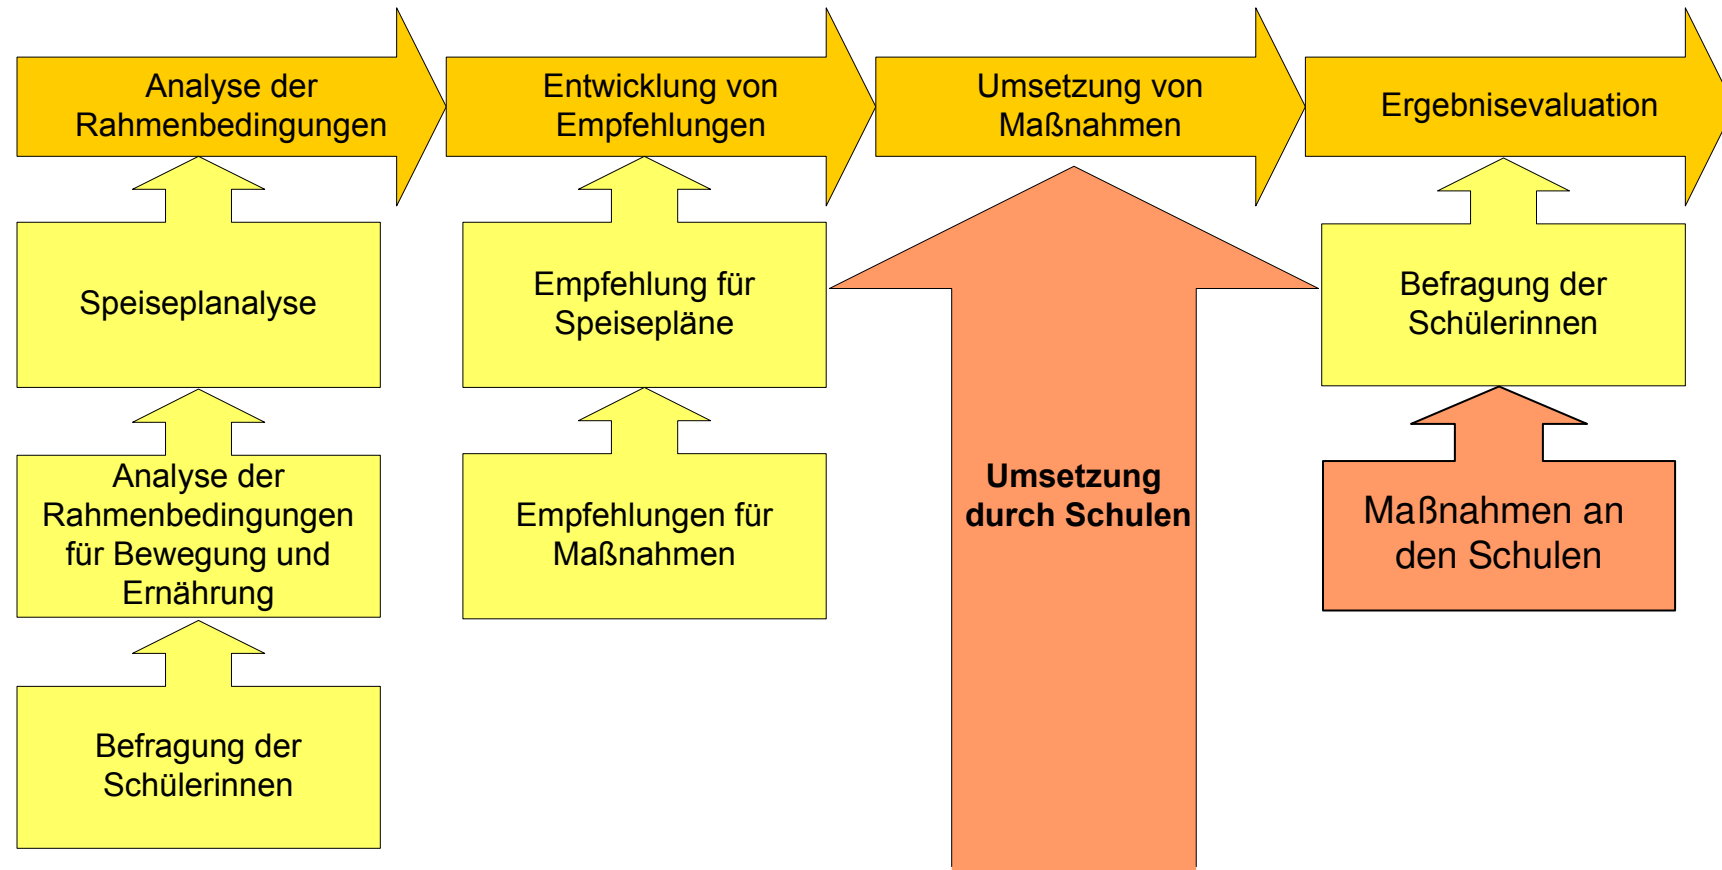 Analyse der
Rahmenbedingungen
Entwicklung von
Empfehlungen
Umsetzung von
Maßnahmen
Ergebnisevaluation
Speiseplanalyse
Empfehlung für
Speisepläne
Befragung der
Schülerinnen
Analyse der
Rahmenbedingungen
für Bewegung und
Ernährung
Empfehlungen für
Maßnahmen
Umsetzung
durch Schulen
Maßnahmen an
den Schulen
Befragung der
Schülerinnen